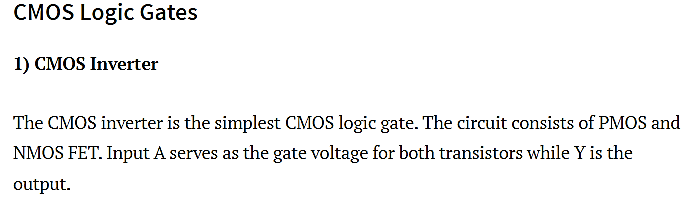 CMOS Logic Gates
1) CMOS Inverter
The CMOS inverter is the simplest CMOS logic gate. The circuit consists of PMOS and
NMOS FET. Input A serves as the gate voltage for both transistors while Y is the
output.